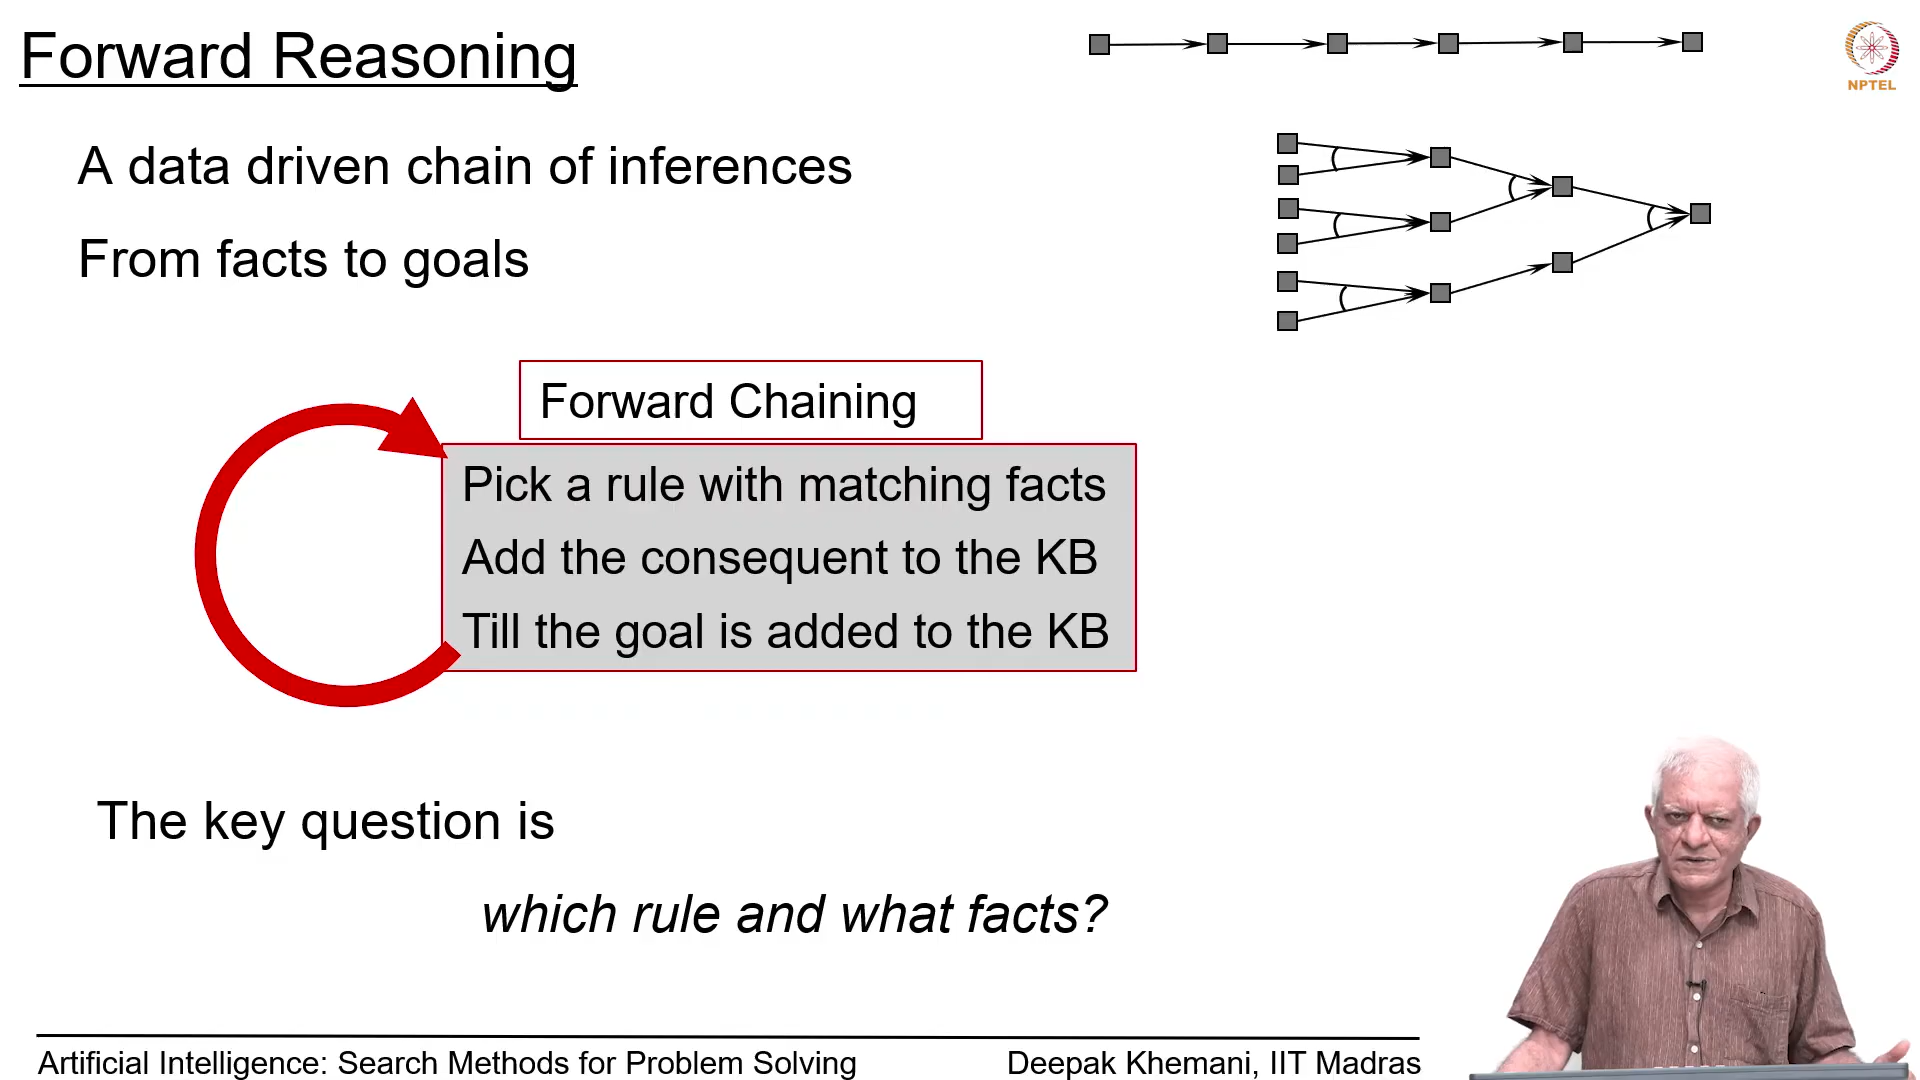 Forward Reasoning
NPTEL
A data driven chain of inferences
From facts to goals
Forward Chaining
Pick a rule with matching facts
Add the consequent to the KB
Till the goal is added to the KB
The key question is
which rule and what facts?
Artificial Intelligence: Search Methods for Problem Solving
Deepak Khemani, IIT Madras